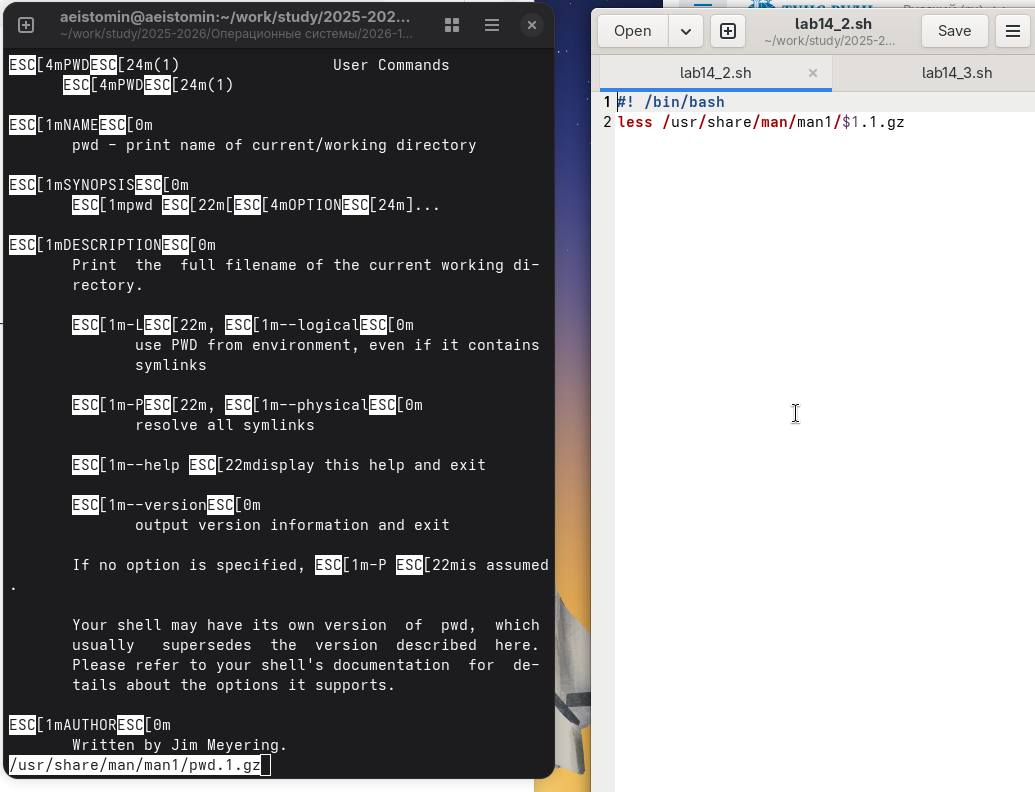 aeistomin@aeistomin:~/work/study/2025-202...
~/work/study/2025-2026/Операционные системы/2026-1...
ESC[4mPWDESC[24m(1) User Commands
ESC[4mPWDESC[24m(1)
ESC[1mNAMEESC[0m
pwd - print name of current/working directory
ESC[1mSYNOPSISESC[0m
ESC[1mpwd ESC[22m[ESC[4mOPTIONESC[24m]...
ESC[1mDESCRIPTIONESC[0m
Print the full filename of the current working di-
rectory.
ESC[1m-LESC[22m, ESC[1m--logicalESC[0m
use PWD from environment, even if it contains
symlinks
ESC[1m-PESC[22m, ESC[1m--physicalESC[0m
resolve all symlinks
ESC[1m--help ESC[22mdisplay this help and exit
ESC[1m--versionESC[0m
output version information and exit
If no option is specified, ESC[1m-P ESC[22mis assumed
.
Your shell may have its own version of pwd, which
usually supersedes the version described here.
Please refer to your shell's documentation for de-
tails about the options it supports.
ESC[1mAUTHORESC[0m
Written by Jim Meyering.
/usr/share/man/man1/pwd.1.gz
Open
lab14_2.sh
~/work/study/2025-2...
Save
lab14_2.sh
lab14_3.sh
1 #! /bin/bash
2 less /usr/share/man/man1/$1.1.gz